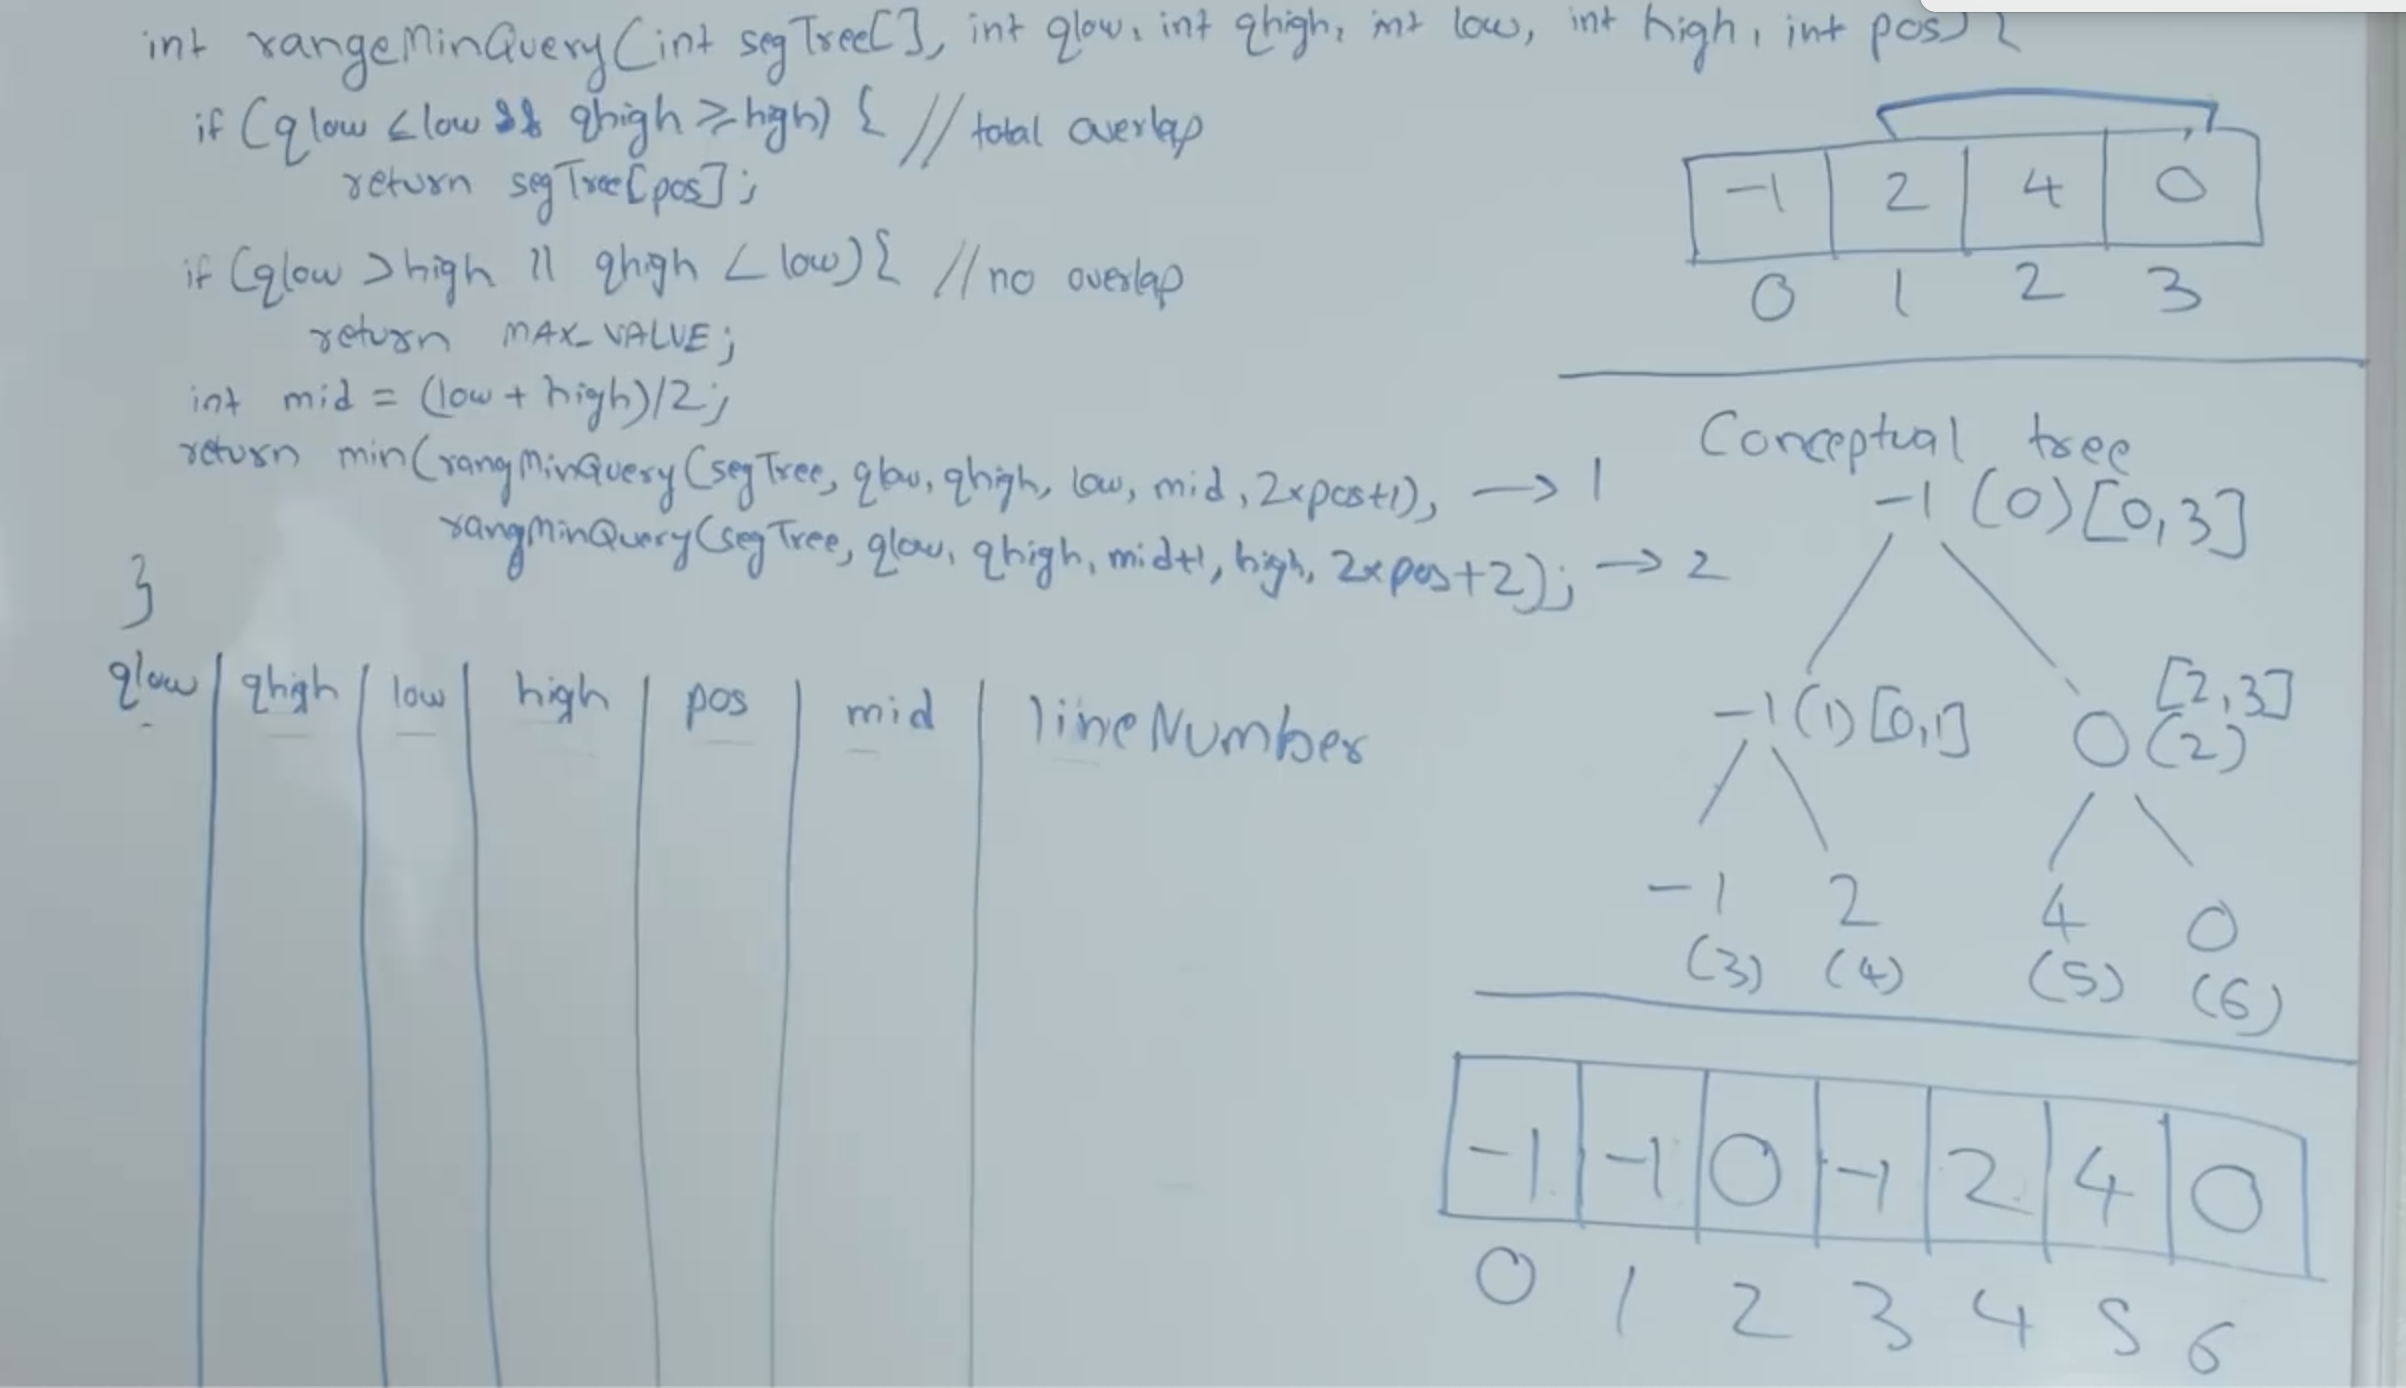 int rangeMinQuery(int segTree[], int qlow, int qhigh, int low, int high, int pos) {
if (qlow ≤ low && qhigh ≥ high) { // total overlap
return segTree[pos];
if (qlow > high || qhigh < low) { // no overlap
return MAX_VALUE;
int mid = (low + high)/2;
return min(rangMinQuery(segTree, qlow, qhigh, low, mid, 2xpos+1), → 1
rangMinQuery(segTree, qlow, qhigh, mid+1, high, 2xpos+2); → 2
}
qlow qhigh low high pos mid lineNumber
-1 2 4 0
0 1 2 3
Conceptual tree
-1 (0) [0,3]
-1 (1) [0,1]
[2,3]
0 (2)
-1 2 4 0
(3) (4) (5) (6)
-1 -1 0 -1 2 4 0
0 1 2 3 4 5 6